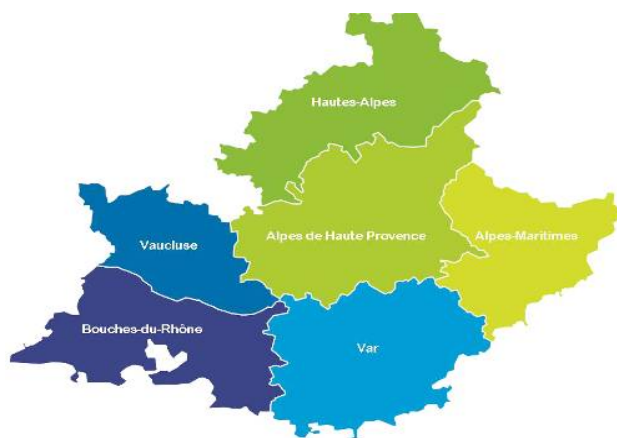 Hautes-Alpes
Alpes de Haute Provence
Alpes-Maritimes
Vaucluse
Bouches-du-Rhône
Var